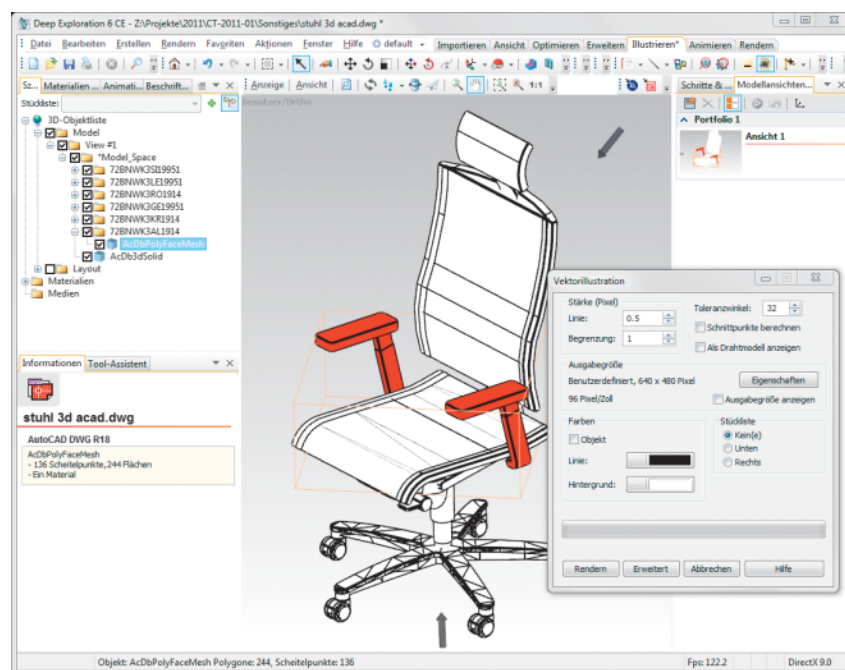 Deep Exploration 6 CE - Z:\Projekte\2011\CT-2011-01\Sonstiges\stuhl 3d acad.dwg *
Datei Bearbeiten Erstellen Rendern Favoriten Aktionen Fenster Hilfe default Importieren Ansicht Optimieren Erweitern Illustrieren* Animieren Rendern
Sz... Materialien ... Animati... Beschrift...
Anzeige Ansicht 1:1
Schritte & ... Modellansichten...
Stückliste:
Benutzer/Ortho
3D-Objektliste
Model
View #1
*Model_Space
72BNWK3SI19951
72BNWK3LE19951
72BNWK3RO1914
72BNWK3GE19951
72BNWK3KR1914
72BNWK3AL1914
AcDbPolyFaceMesh
AcDb3dSolid
Layout
Materialien
Medien
Portfolio 1
Ansicht 1
Informationen Tool-Assistent
stuhl 3d acad.dwg
AutoCAD DWG R18
AcDbPolyFaceMesh
- 136 Scheitelpunkte,244 Flächen
- Ein Material
Vektorillustration
Stärke (Pixel)
Linie: 0.5
Begrenzung: 1
Toleranzwinkel: 32
Schnittpunkte berechnen
Als Drahtmodell anzeigen
Ausgabegröße
Benutzerdefiniert, 640 x 480 Pixel Eigenschaften
96 Pixel/Zoll Ausgabegröße anzeigen
Farben
Objekt
Linie:
Hintergrund:
Stückliste
Kein(e)
Unten
Rechts
Rendern Erweitert Abbrechen Hilfe
Objekt: AcDbPolyFaceMesh Polygone: 244, Scheitelpunkte: 136 Fps: 122.2 DirectX 9.0